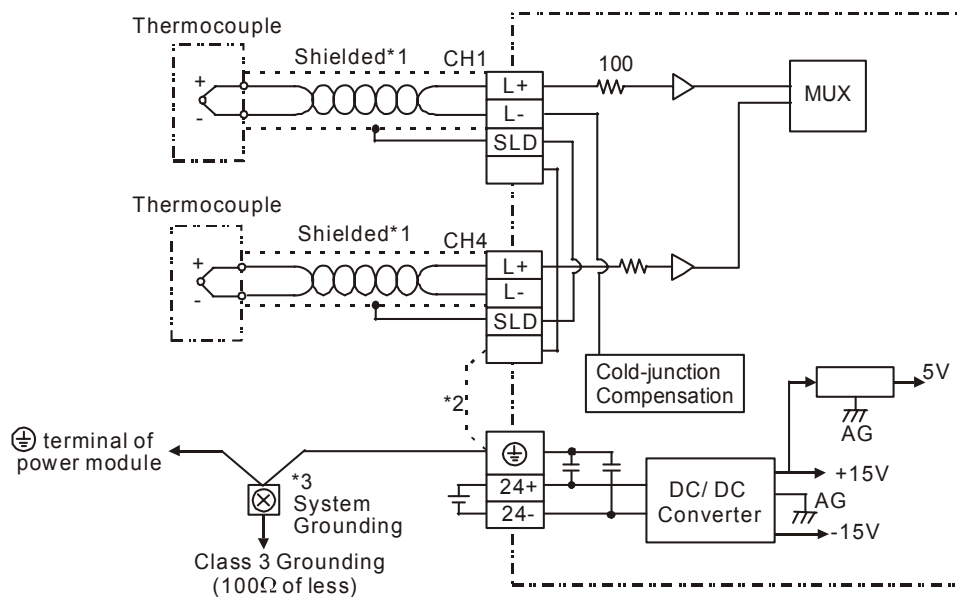 Thermocouple
Shielded*1
CH1
+
-
L+
L-
SLD
100
MUX
Thermocouple
Shielded*1
CH4
+
-
L+
L-
SLD
Cold-junction
Compensation
*2
5V
AG
⏚ terminal of
power module
*3
System
Grounding
Class 3 Grounding
(100Ω of less)
⏚
24+
24-
DC/ DC
Converter
+15V
AG
-15V